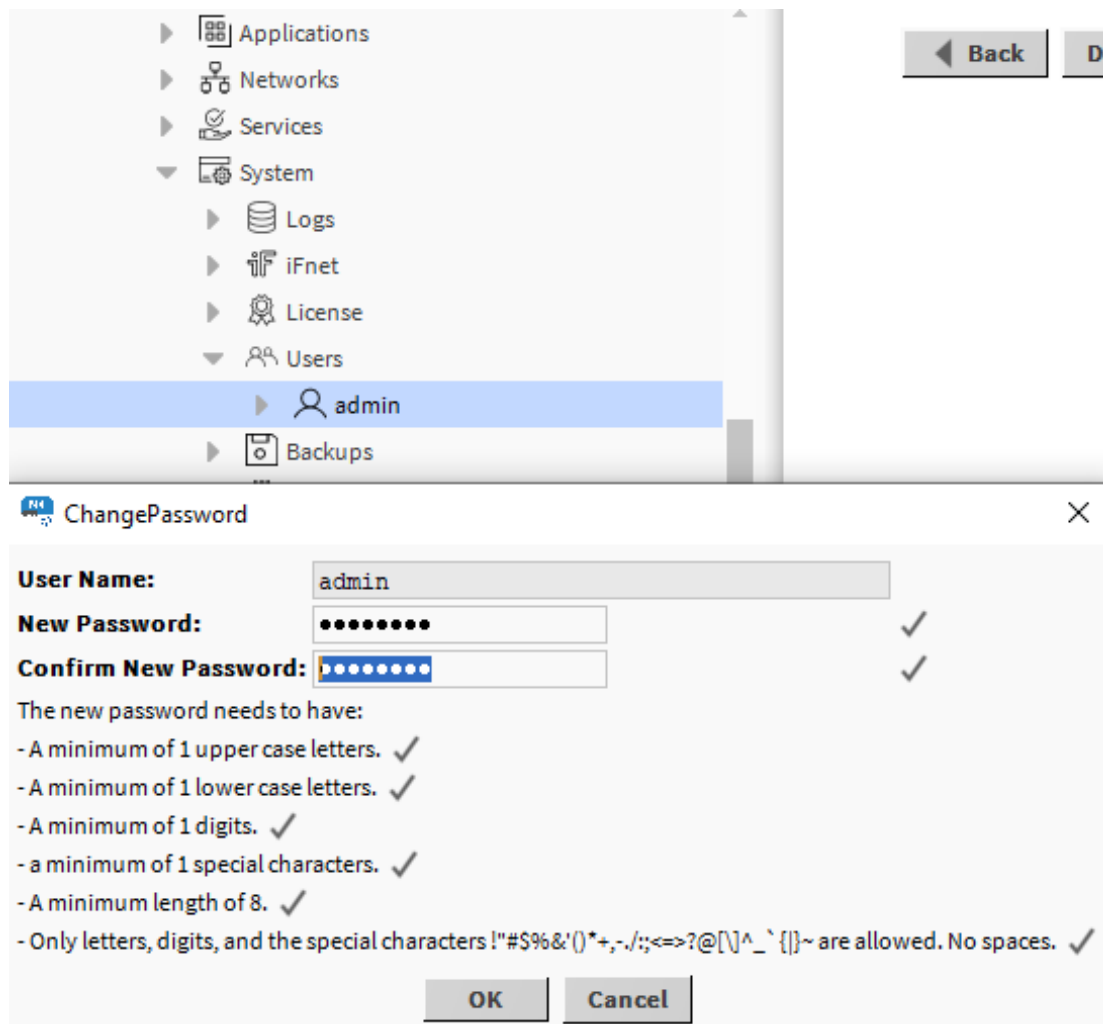 Applications
Back
D
Networks
Services
System
Logs
iF iFnet
License
Users
admin
Backups
N4
ChangePassword
User Name: admin
New Password: ••••••••
Confirm New Password: ••••••••
The new password needs to have:
- A minimum of 1 upper case letters.
- A minimum of 1 lower case letters.
- A minimum of 1 digits.
- a minimum of 1 special characters.
- A minimum length of 8.
- Only letters, digits, and the special characters !"#$%&'()*+,-./:;<=>?@[\]^_`{|}~ are allowed. No spaces.
OK Cancel